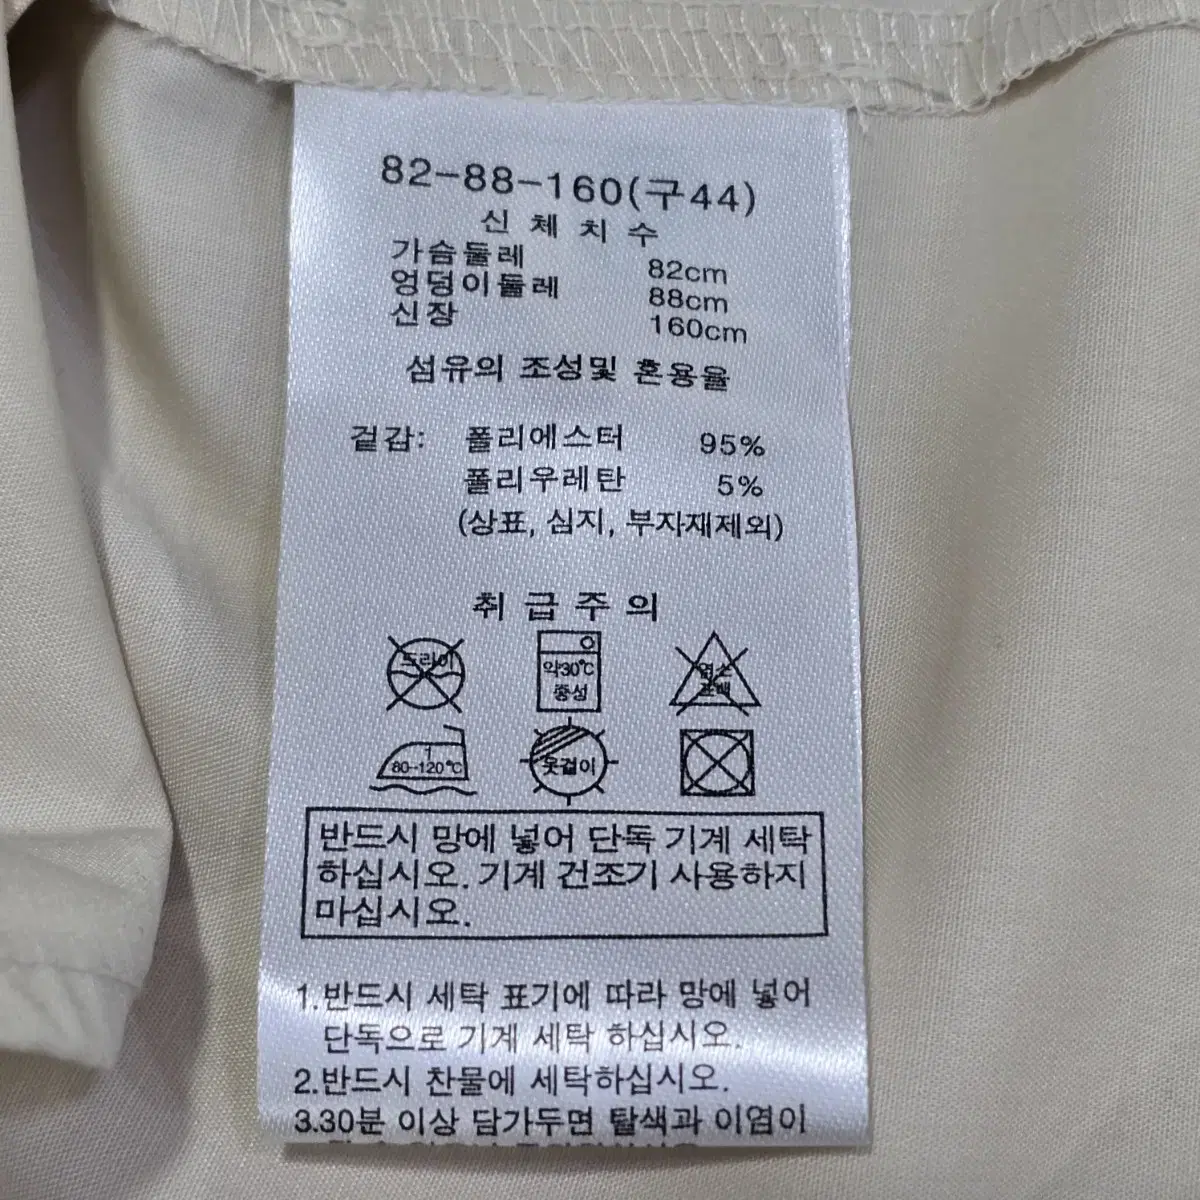 82-88-160(구44)
신 체 치 수
가슴둘레 82cm
엉덩이둘레 88cm
신장 160cm
섬유의 조성및 혼용율
겉감: 폴리에스터 95%
폴리우레탄 5%
(상표, 심지, 부자재제외)
취 급 주 의
드라이
약30℃
중성
염소
표백
1
80~120℃
옷걸이
반드시 망에 넣어 단독 기계 세탁
하십시오. 기계 건조기 사용하지
마십시오.
1.반드시 세탁 표기에 따라 망에 넣어
단독으로 기계 세탁 하십시오.
2.반드시 찬물에 세탁하십시오.
3.30분 이상 담가두면 탈색과 이염이